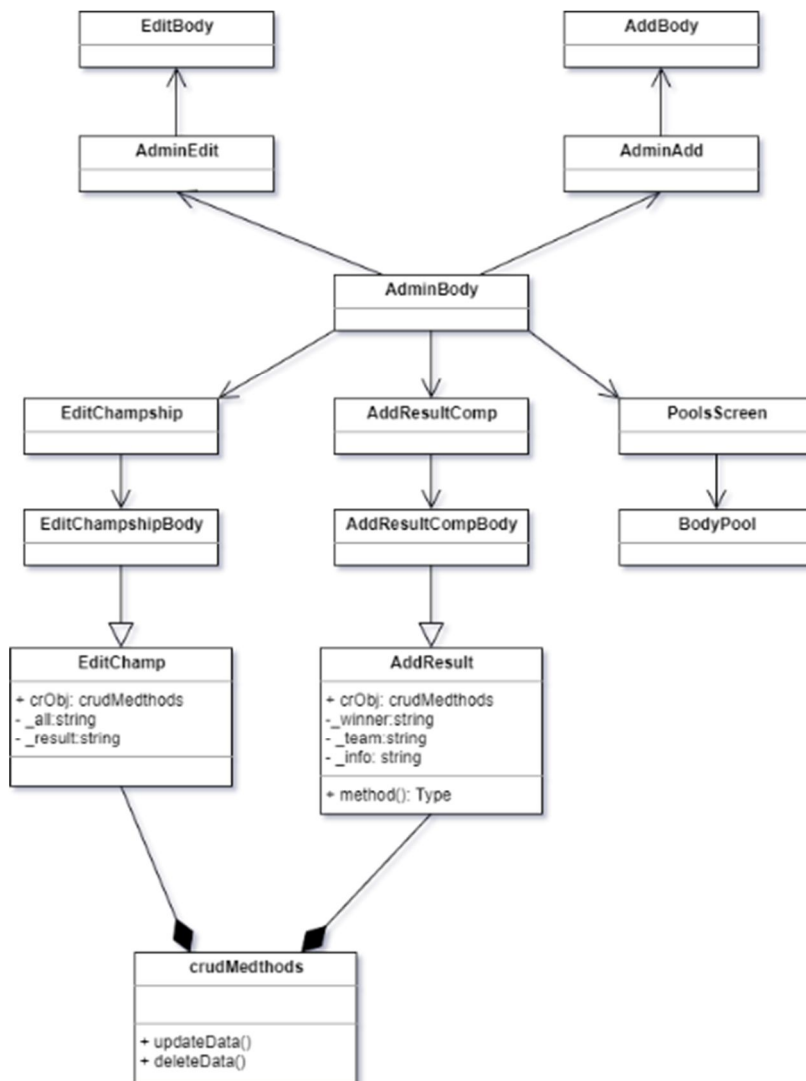 EditBody
AddBody
AdminEdit
AdminAdd
AdminBody
EditChampship
AddResultComp
PoolsScreen
EditChampshipBody
AddResultCompBody
BodyPool
EditChamp
+ crObj: crudMedthods
- _all:string
- _result:string
AddResult
+ crObj: crudMedthods
-_winner:string
- _team:string
- _info: string
+ method(): Type
crudMedthods
+ updateData()
+ deleteData()